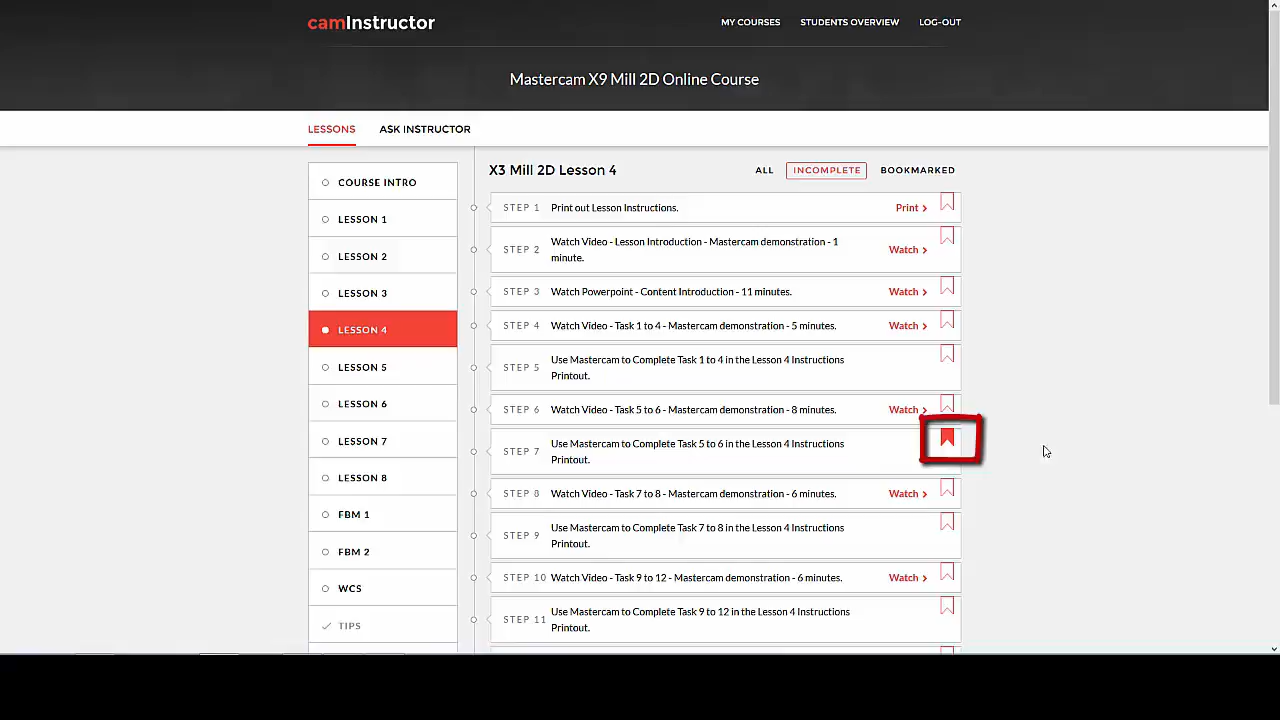 camInstructor
MY COURSES
STUDENTS OVERVIEW
LOG-OUT
Mastercam X9 Mill 2D Online Course
LESSONS
ASK INSTRUCTOR
COURSE INTRO
LESSON 1
LESSON 2
LESSON 3
LESSON 4
LESSON 5
LESSON 6
LESSON 7
LESSON 8
FBM 1
FBM 2
WCS
TIPS
X3 Mill 2D Lesson 4
ALL
INCOMPLETE
BOOKMARKED
STEP 1 Print out Lesson Instructions. Print >
STEP 2 Watch Video - Lesson Introduction - Mastercam demonstration - 1
minute. Watch >
STEP 3 Watch Powerpoint - Content Introduction - 11 minutes. Watch >
STEP 4 Watch Video - Task 1 to 4 - Mastercam demonstration - 5 minutes. Watch >
STEP 5 Use Mastercam to Complete Task 1 to 4 in the Lesson 4 Instructions
Printout.
STEP 6 Watch Video - Task 5 to 6 - Mastercam demonstration - 8 minutes. Watch >
STEP 7 Use Mastercam to Complete Task 5 to 6 in the Lesson 4 Instructions
Printout.
STEP 8 Watch Video - Task 7 to 8 - Mastercam demonstration - 6 minutes. Watch >
STEP 9 Use Mastercam to Complete Task 7 to 8 in the Lesson 4 Instructions
Printout.
STEP 10 Watch Video - Task 9 to 12 - Mastercam demonstration - 6 minutes. Watch >
STEP 11 Use Mastercam to Complete Task 9 to 12 in the Lesson 4 Instructions
Printout.